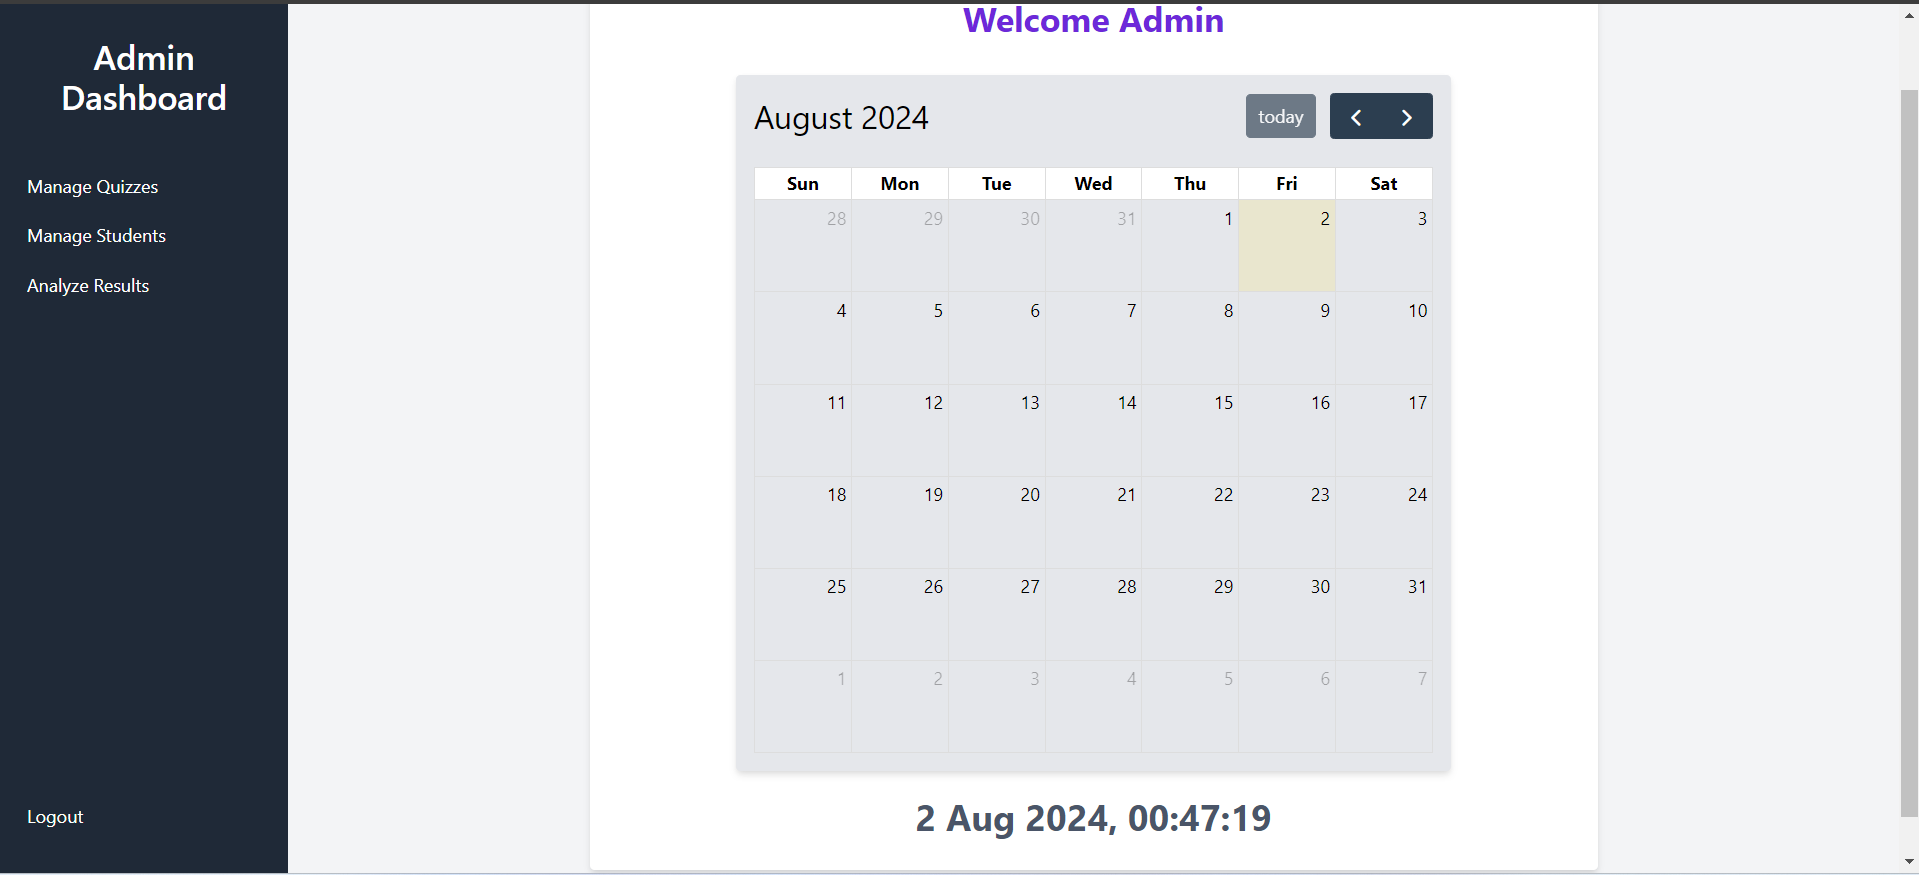 Admin
Dashboard
Manage Quizzes
Manage Students
Analyze Results
Logout
Welcome Admin
August 2024
today
Sun Mon Tue Wed Thu Fri Sat
28 29 30 31 1 2 3
4 5 6 7 8 9 10
11 12 13 14 15 16 17
18 19 20 21 22 23 24
25 26 27 28 29 30 31
1 2 3 4 5 6 7
2 Aug 2024, 00:47:19